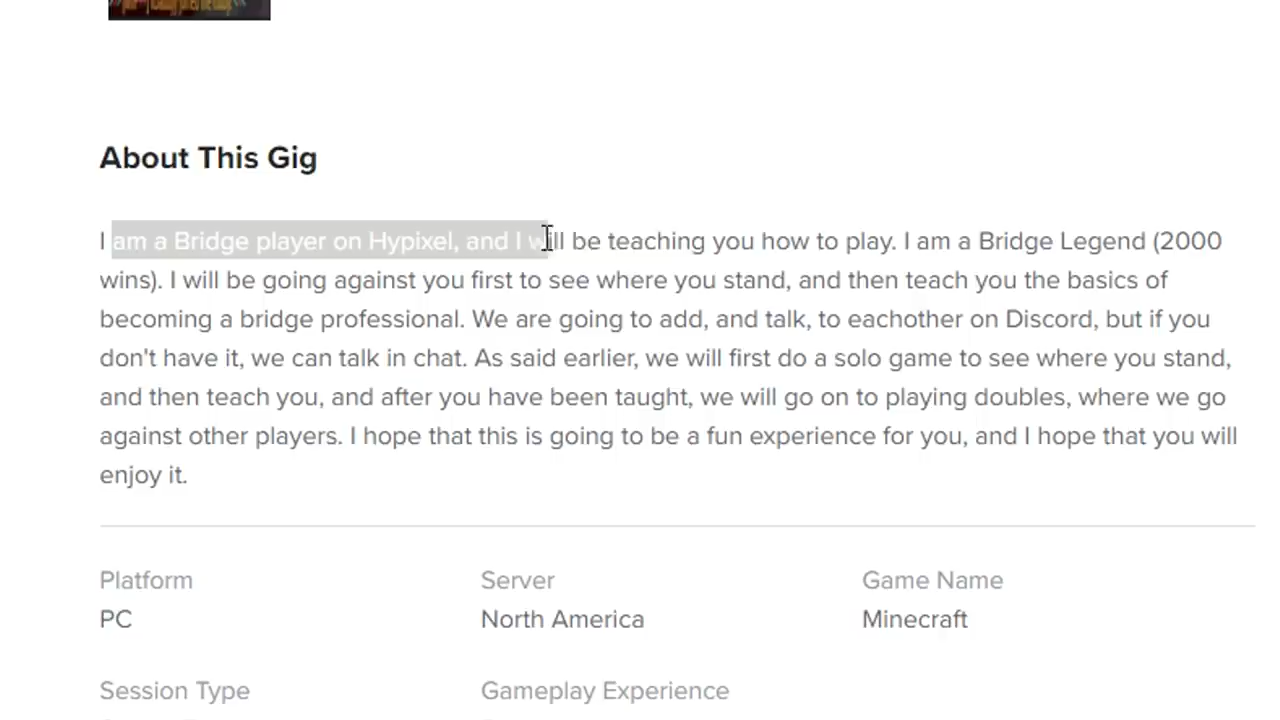 About This Gig
I am a Bridge player on Hypixel, and I will be teaching you how to play. I am a Bridge Legend (2000
wins). I will be going against you first to see where you stand, and then teach you the basics of
becoming a bridge professional. We are going to add, and talk, to eachother on Discord, but if you
don't have it, we can talk in chat. As said earlier, we will first do a solo game to see where you stand,
and then teach you, and after you have been taught, we will go on to playing doubles, where we go
against other players. I hope that this is going to be a fun experience for you, and I hope that you will
enjoy it.
Platform Server Game Name
PC North America Minecraft
Session Type Gameplay Experience